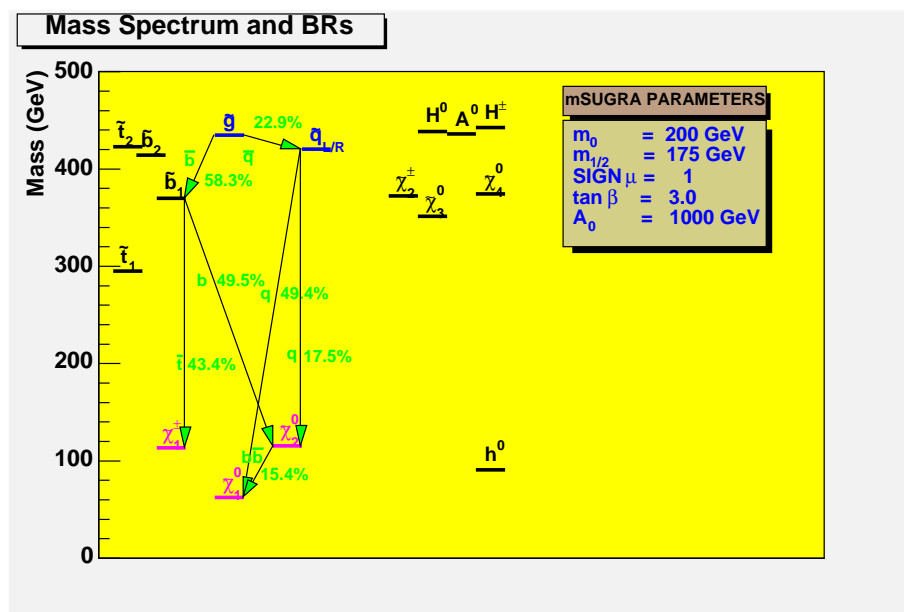 Mass Spectrum and BRs
Mass (GeV)
500
400
300
200
100
0
t̃₂
b̃₂
b̃₁
t̃₁
g̃
q̃ L/R
22.9%
b̅
q̅
58.3%
b 49.5%
q 49.4%
t̅ 43.4%
q 17.5%
χ̃₁±
χ̃₂⁰
bb̅
15.4%
χ̃₁⁰
H⁰
A⁰
H±
χ̃₂±
χ̃₃⁰
χ̃₄⁰
h⁰
mSUGRA PARAMETERS
m₀ = 200 GeV
m₁/₂ = 175 GeV
SIGN μ = 1
tan β = 3.0
A₀ = 1000 GeV